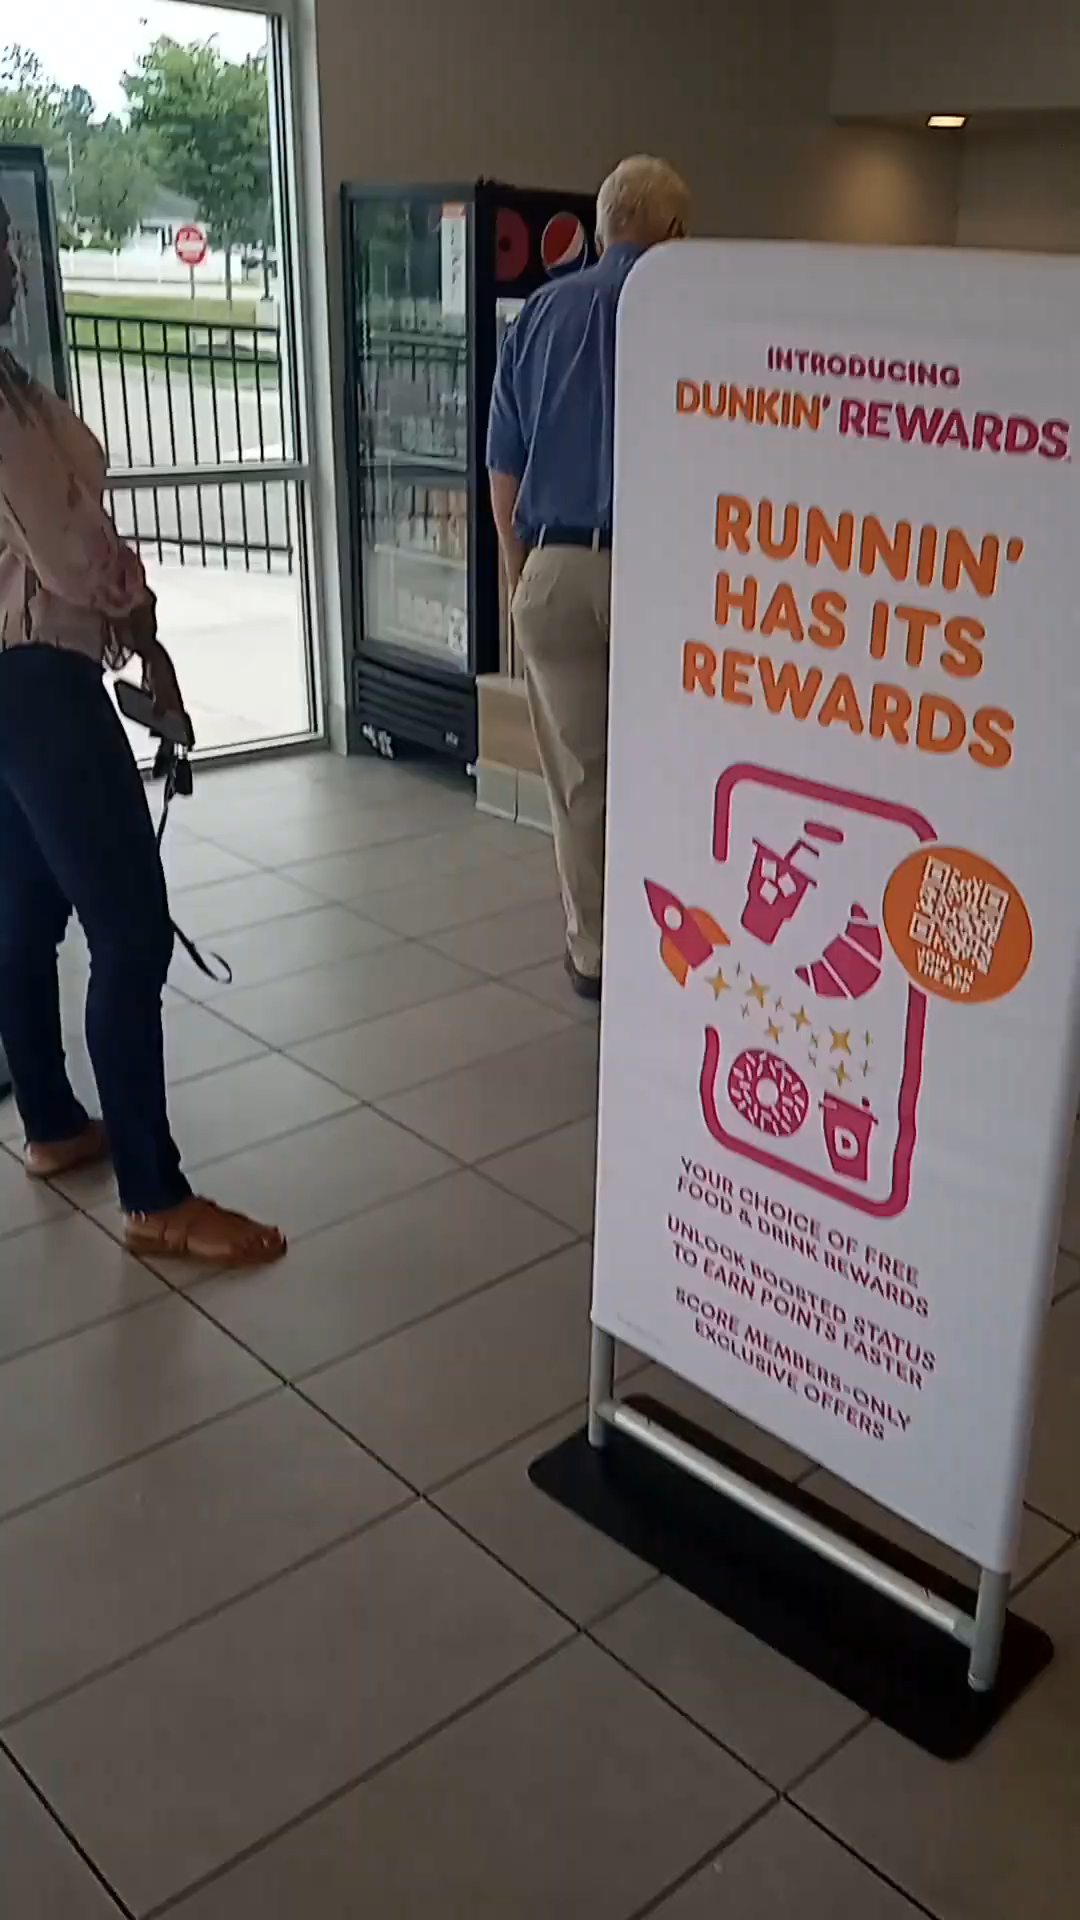 INTRODUCING
DUNKIN' REWARDS
RUNNIN'
HAS ITS
REWARDS
JOIN ON
THE APP
D
YOUR CHOICE OF FREE
FOOD & DRINK REWARDS
UNLOCK BOOSTED STATUS
TO EARN POINTS FASTER
SCORE MEMBERS-ONLY
EXCLUSIVE OFFERS